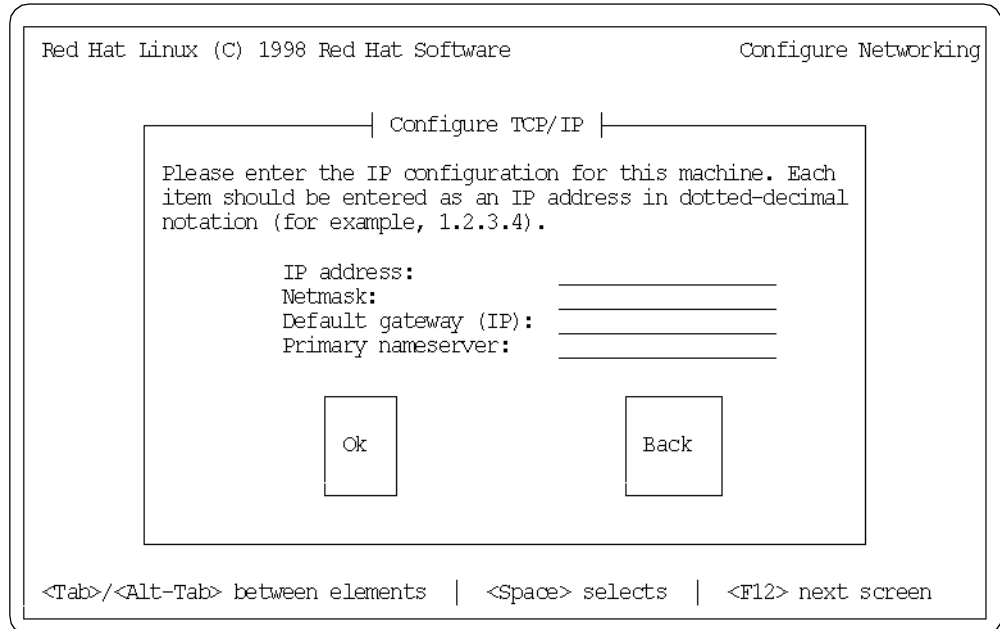 Red Hat Linux (C) 1998 Red Hat Software Configure Networking
Configure TCP/IP
Please enter the IP configuration for this machine. Each
item should be entered as an IP address in dotted-decimal
notation (for example, 1.2.3.4).
IP address:
Netmask:
Default gateway (IP):
Primary nameserver:
Ok Back
<Tab>/<Alt-Tab> between elements | <Space> selects | <F12> next screen